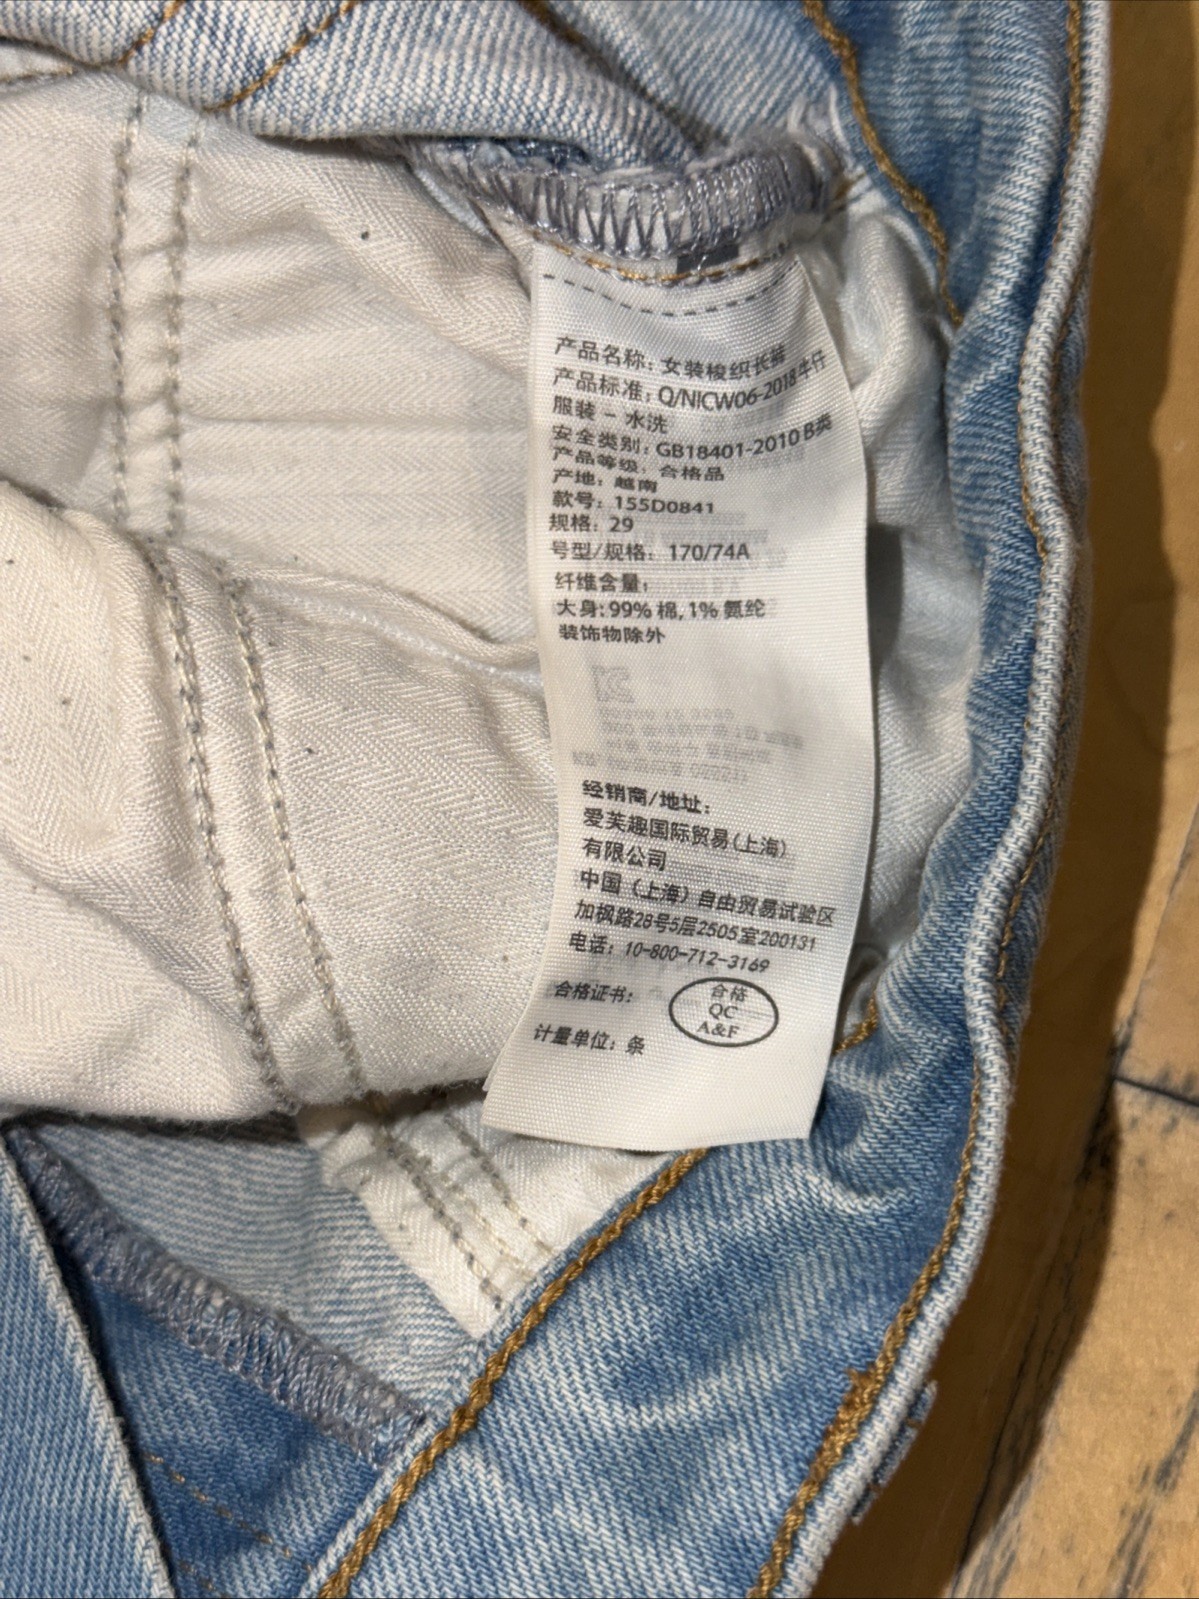 产品名称：女装梭织长裤
产品标准：Q/NICW06-2018 牛仔
服装 – 水洗
安全类别：GB18401-2010 B类
产品等级：合格品
产地：越南
款号：155D0841
规格：29
号型/规格：170/74A
纤维含量：
大身：99% 棉, 1% 氨纶
装饰物除外
经销商/地址：
爱芙趣国际贸易(上海)
有限公司
中国（上海）自由贸易试验区
加枫路28号5层2505室200131
电话：10-800-712-3169
合格证书：
合格
QC
A&F
计量单位：条